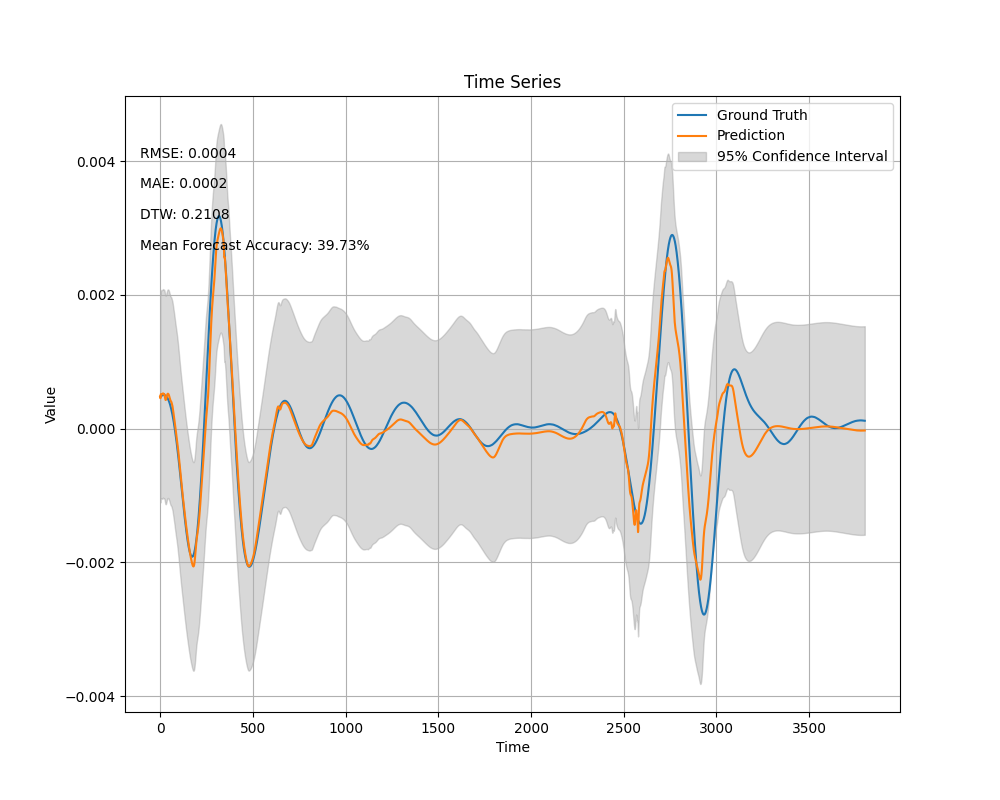 Time Series
Ground Truth
Prediction
95% Confidence Interval
RMSE: 0.0004
MAE: 0.0002
DTW: 0.2108
Mean Forecast Accuracy: 39.73%
0.004
0.002
0.000
−0.002
−0.004
Value
0 500 1000 1500 2000 2500 3000 3500
Time